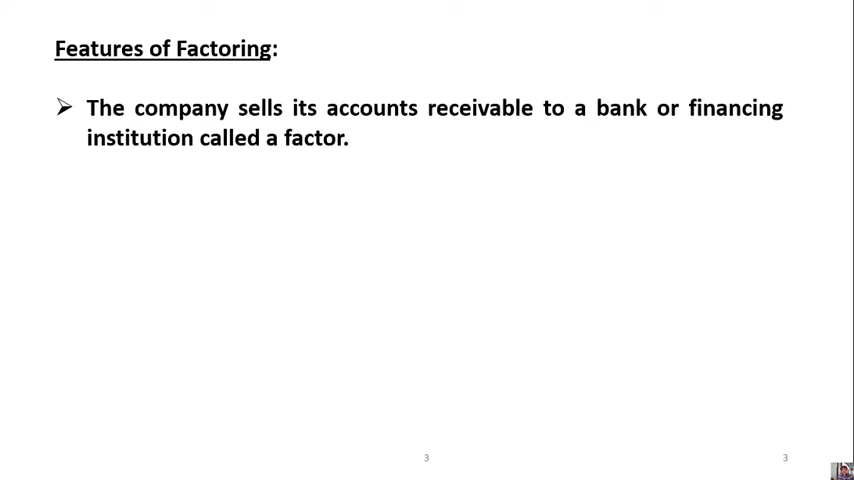 Features of Factoring:
➢ The company sells its accounts receivable to a bank or financing
institution called a factor.
3
3